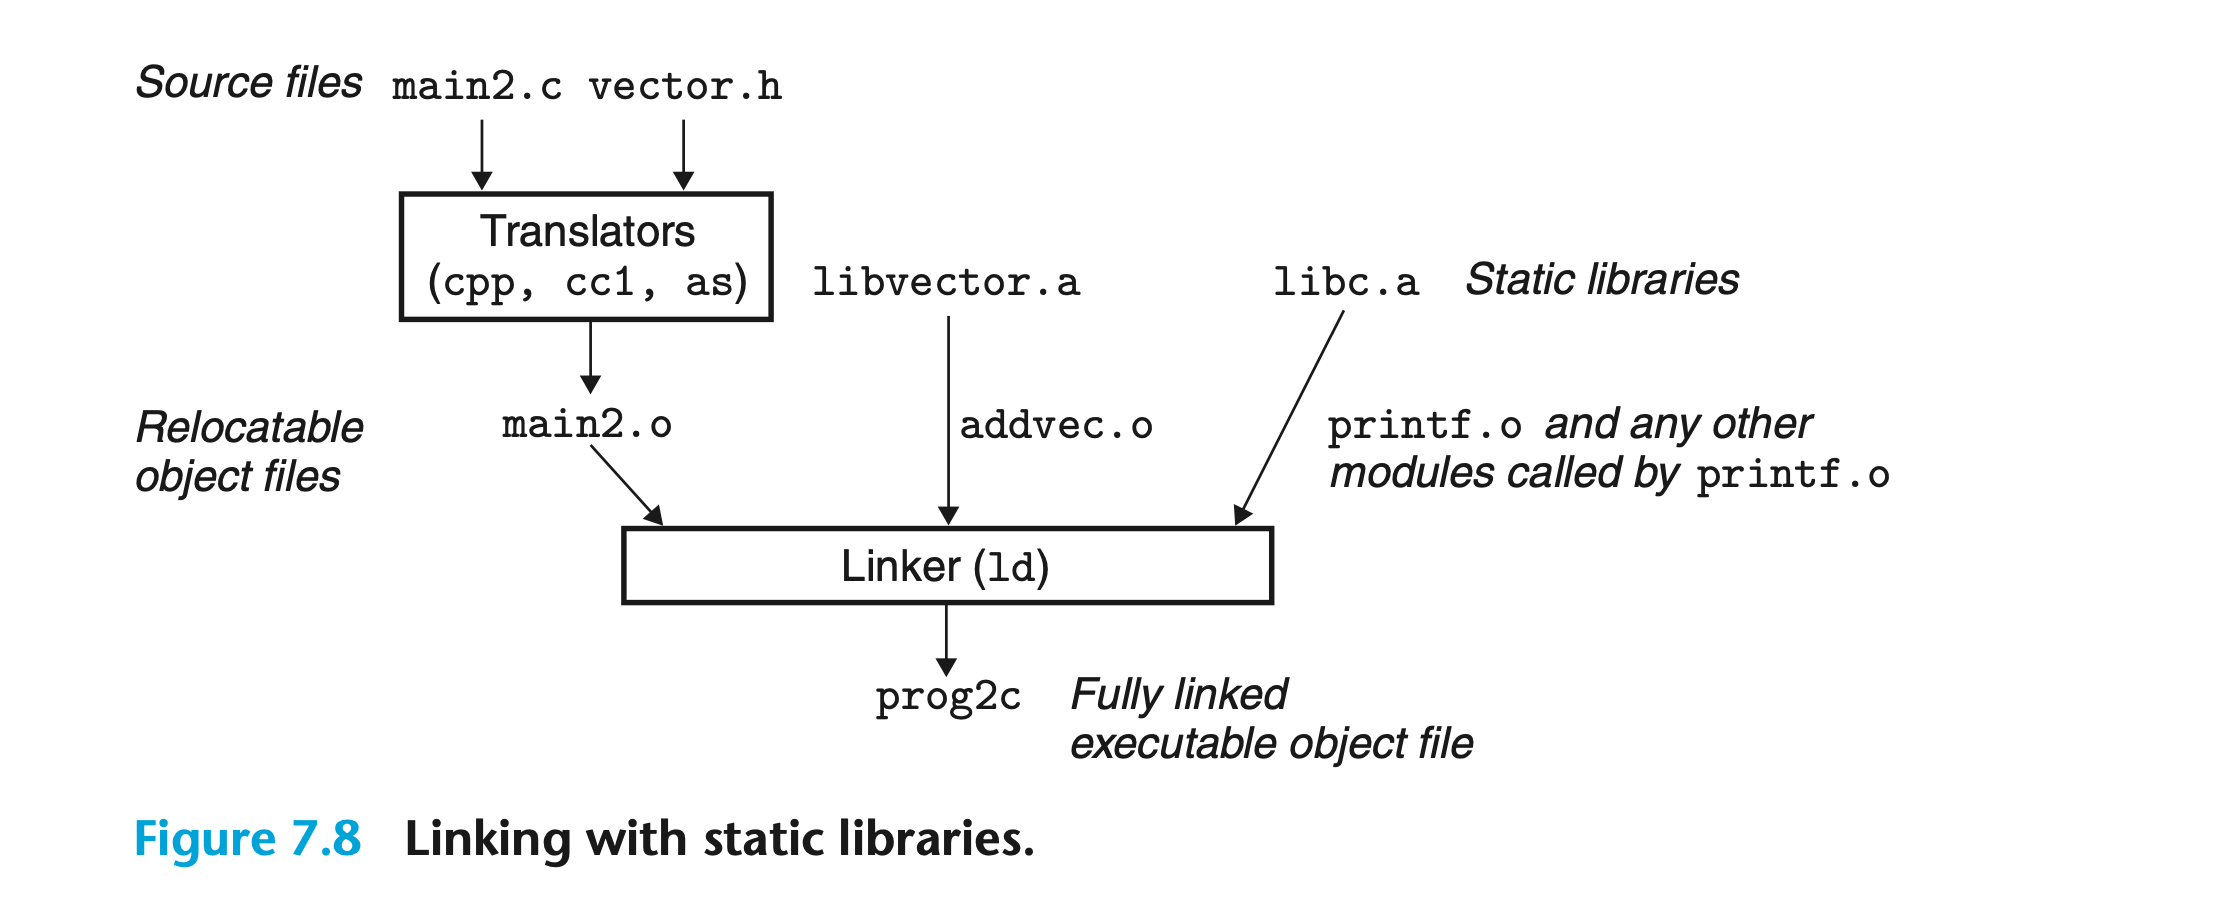 Source files main2.c vector.h
Translators
(cpp, cc1, as)
libvector.a
libc.a
Static libraries
Relocatable
object files
main2.o
addvec.o
printf.o and any other
modules called by printf.o
Linker (ld)
prog2c
Fully linked
executable object file
Figure 7.8 Linking with static libraries.